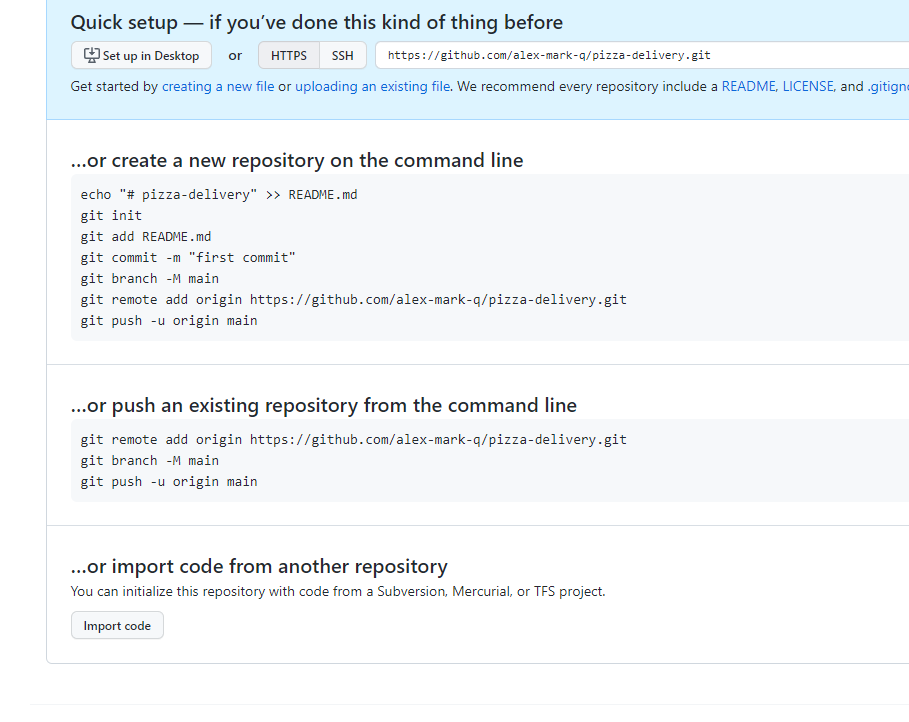 Quick setup — if you’ve done this kind of thing before
Set up in Desktop or HTTPS SSH https://github.com/alex-mark-q/pizza-delivery.git
Get started by creating a new file or uploading an existing file. We recommend every repository include a README, LICENSE, and .gitign
…or create a new repository on the command line
echo "# pizza-delivery" >> README.md
git init
git add README.md
git commit -m "first commit"
git branch -M main
git remote add origin https://github.com/alex-mark-q/pizza-delivery.git
git push -u origin main
…or push an existing repository from the command line
git remote add origin https://github.com/alex-mark-q/pizza-delivery.git
git branch -M main
git push -u origin main
…or import code from another repository
You can initialize this repository with code from a Subversion, Mercurial, or TFS project.
Import code